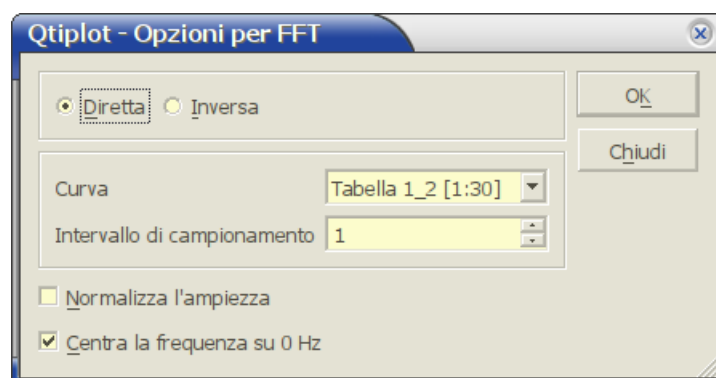 Qtiplot - Opzioni per FFT
Diretta
Inversa
OK
Chiudi
Curva
Tabella 1_2 [1:30]
Intervallo di campionamento
1
Normalizza l'ampiezza
Centra la frequenza su 0 Hz